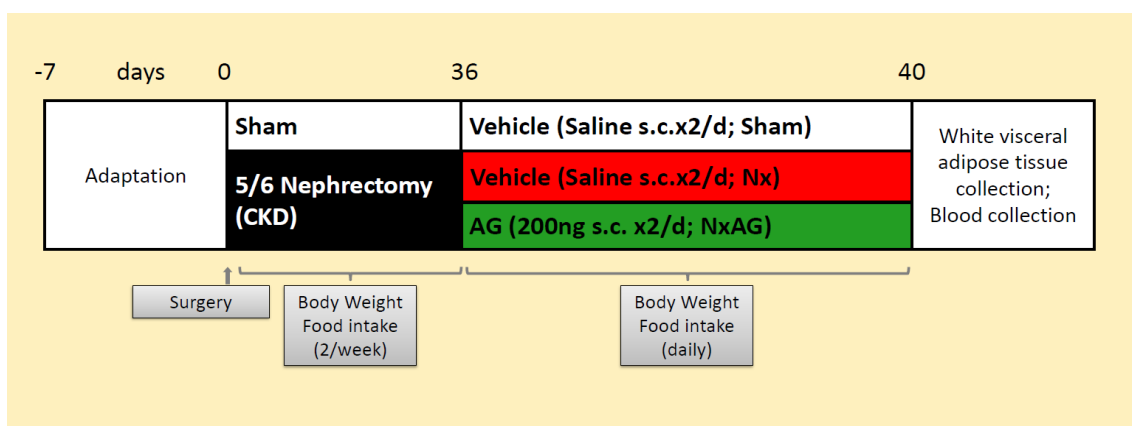 -7 days 0 36 40
Sham
Vehicle (Saline s.c.x2/d; Sham)
Adaptation
5/6 Nephrectomy
(CKD)
Vehicle (Saline s.c.x2/d; Nx)
AG (200ng s.c. x2/d; NxAG)
White visceral
adipose tissue
collection;
Blood collection
Surgery
Body Weight
Food intake
(2/week)
Body Weight
Food intake
(daily)